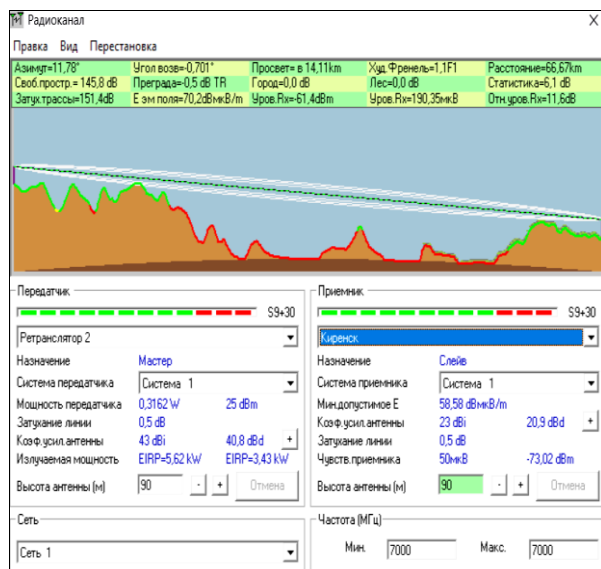 Радиоканал X
Правка Вид Перестановка
Азимут=11,78° Угол возв=-0,701° Просвет= в 14,11km Худ.Френель=1,1F1 Расстояние=66,67km
Своб.простр.= 145,8 dB Преграда=-0,5 dB TR Город=0,0 dB Лес=0,0 dB Статистика=6,1 dB
Затух.трассы=151,4dB E эм поля=70,2dBмкВ/m Уров.Rx=-61,4dBm Уров.Rx=190,35мкВ Отн.уров.Rx=11,6dB
Передатчик Приемник
S9+30 S9+30
Ретранслятор 2 Киренск
Назначение Мастер Назначение Слейв
Система передатчика Система 1 Система приемника Система 1
Мощность передатчика 0,3162 W 25 dBm Мин.допустимое E 58,58 dBмкВ/m
Затухание линии 0,5 dB Коэф.усил.антенны 23 dBi 20,9 dBd +
Коэф.усил.антенны 43 dBi 40,8 dBd + Затухание линии 0,5 dB
Излучаемая мощность EIRP=5,62 kW EIRP=3,43 kW Чувств.приемника 50мкВ -73,02 dBm
Высота антенны (м) 90 - + Отмена Высота антенны (м) 90 - + Отмена
Сеть Частота (МГц)
Сеть 1 Мин. 7000 Макс. 7000